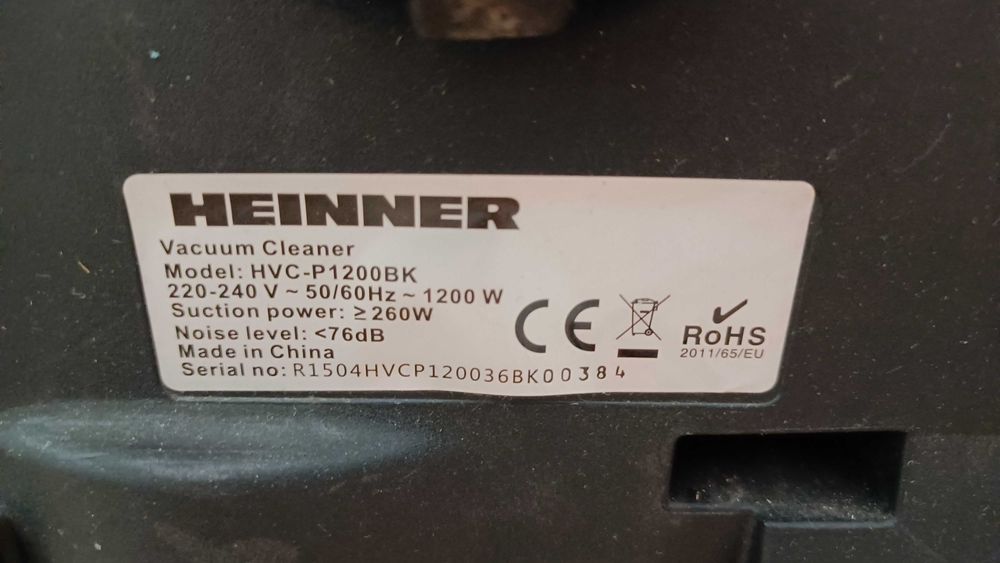 HEINNER
Vacuum Cleaner
Model: HVC-P1200BK
220-240 V ~ 50/60Hz ~ 1200 W
Suction power: ≥260W
Noise level: <76dB
Made in China
Serial no: R1504HVCP120036BK00384
CE
RoHS
2011/65/EU